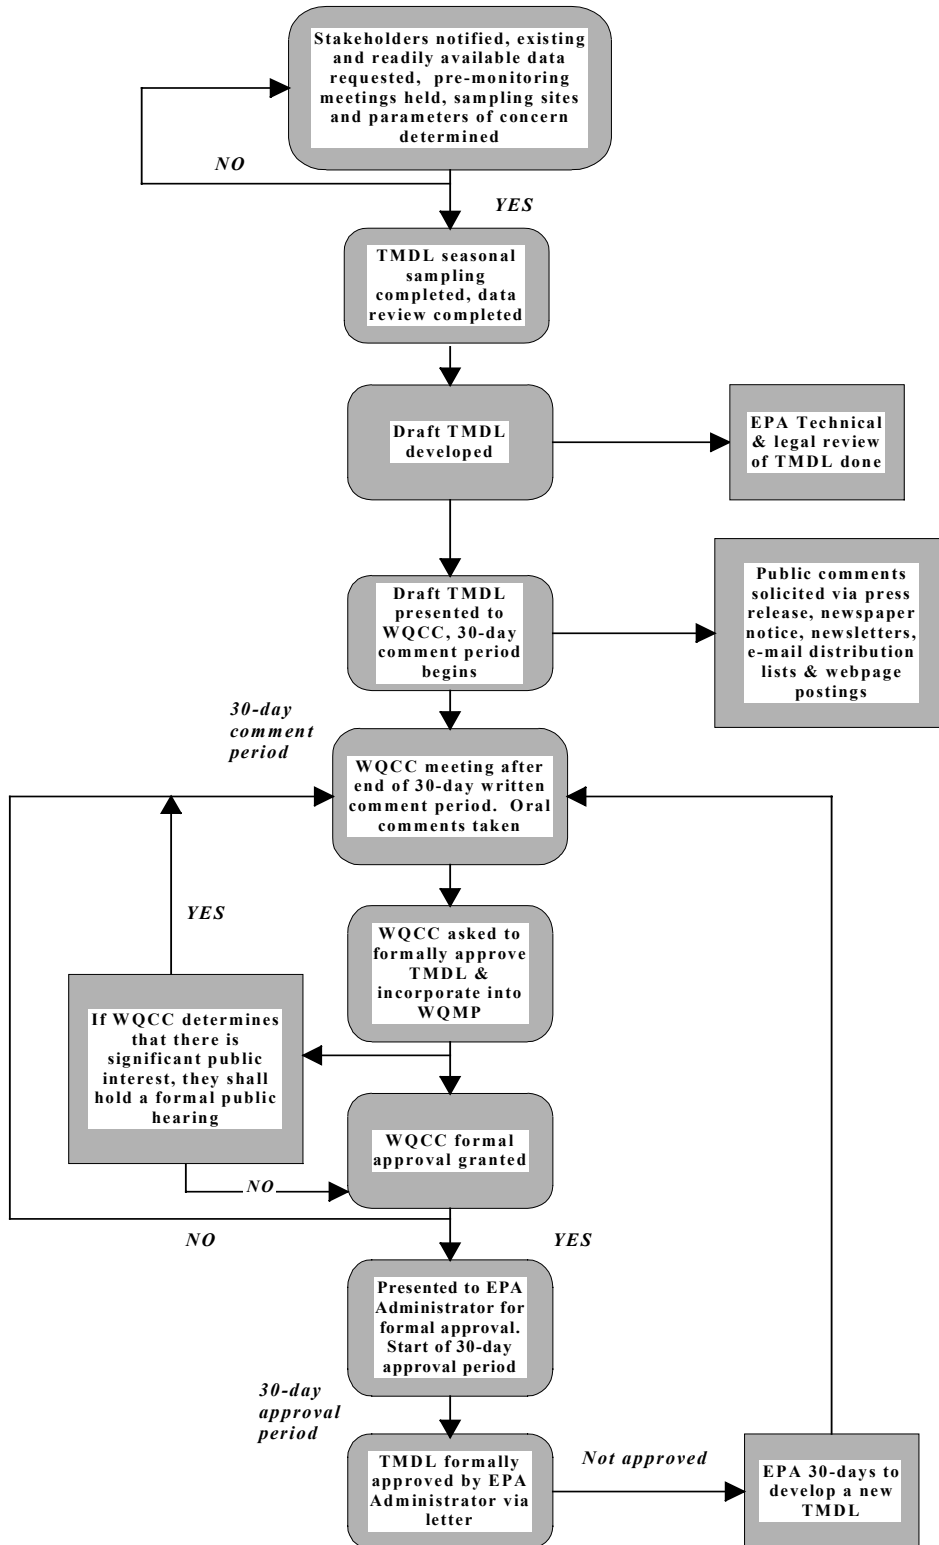 Stakeholders notified, existing
and readily available data
requested, pre-monitoring
meetings held, sampling sites
and parameters of concern
determined
NO
YES
TMDL seasonal
sampling
completed, data
review completed
Draft TMDL
developed
EPA Technical
& legal review
of TMDL done
Draft TMDL
presented to
WQCC, 30-day
comment period
begins
Public comments
solicited via press
release, newspaper
notice, newsletters,
e-mail distribution
lists & webpage
postings
30-day
comment
period
WQCC meeting after
end of 30-day written
comment period. Oral
comments taken
YES
WQCC asked to
formally approve
TMDL &
incorporate into
WQMP
If WQCC determines
that there is
significant public
interest, they shall
hold a formal public
hearing
WQCC formal
approval granted
NO
NO
YES
Presented to EPA
Administrator for
formal approval.
Start of 30-day
approval period
30-day
approval
period
TMDL formally
approved by EPA
Administrator via
letter
Not approved
EPA 30-days to
develop a new
TMDL